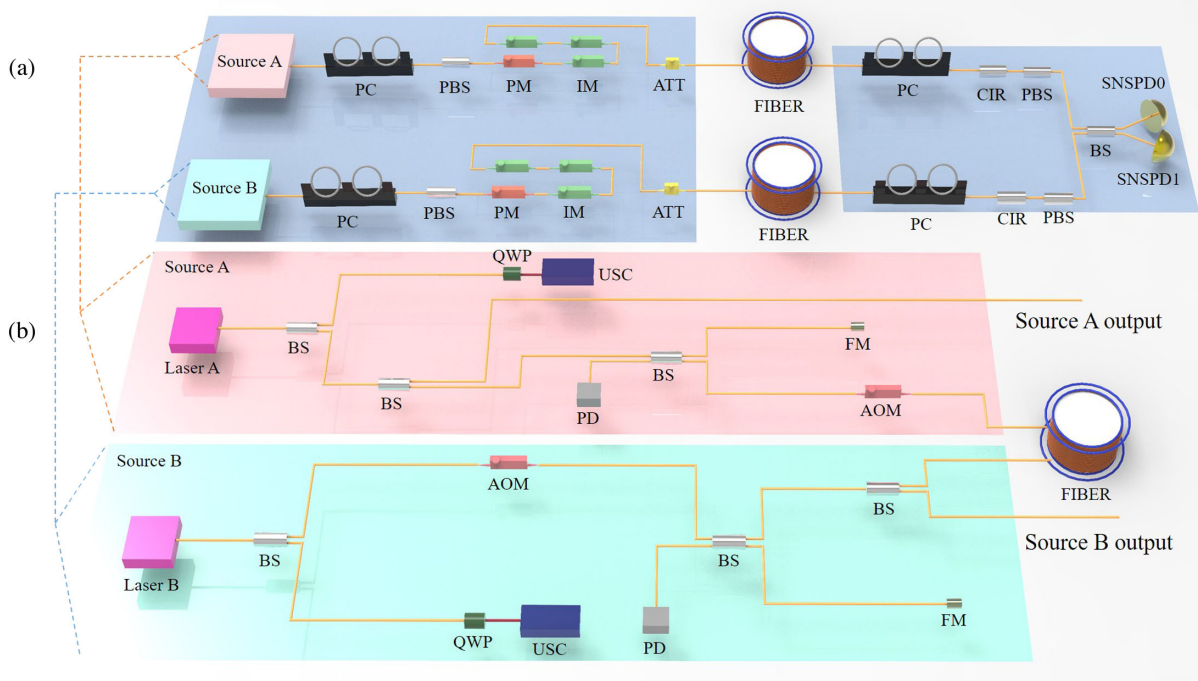 (a)
Source A
PC
PBS
PM
IM
ATT
FIBER
PC
CIR
PBS
BS
SNSPD0
SNSPD1
Source B
PC
PBS
PM
IM
ATT
FIBER
PC
CIR
PBS
(b)
Source A
QWP
USC
Laser A
BS
BS
PD
BS
FM
AOM
Source A output
FIBER
Source B
AOM
Laser B
BS
QWP
USC
PD
BS
BS
FM
Source B output